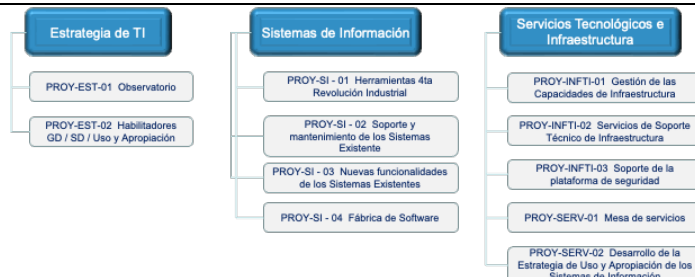 Estrategia de TI
PROY-EST-01 Observatorio
PROY-EST-02 Habilitadores
GD / SD / Uso y Apropiación
Sistemas de Información
PROY-SI - 01 Herramientas 4ta
Revolución Industrial
PROY-SI - 02 Soporte y
mantenimiento de los Sistemas
Existente
PROY-SI - 03 Nuevas funcionalidades
de los Sistemas Existentes
PROY-SI - 04 Fábrica de Software
Servicios Tecnológicos e
Infraestructura
PROY-INFTI-01 Gestión de las
Capacidades de Infraestructura
PROY-INFTI-02 Servicios de Soporte
Técnico de Infraestructura
PROY-INFTI-03 Soporte de la
plataforma de seguridad
PROY-SERV-01 Mesa de servicios
PROY-SERV-02 Desarrollo de la
Estrategia de Uso y Apropiación de los
Sistemas de Información